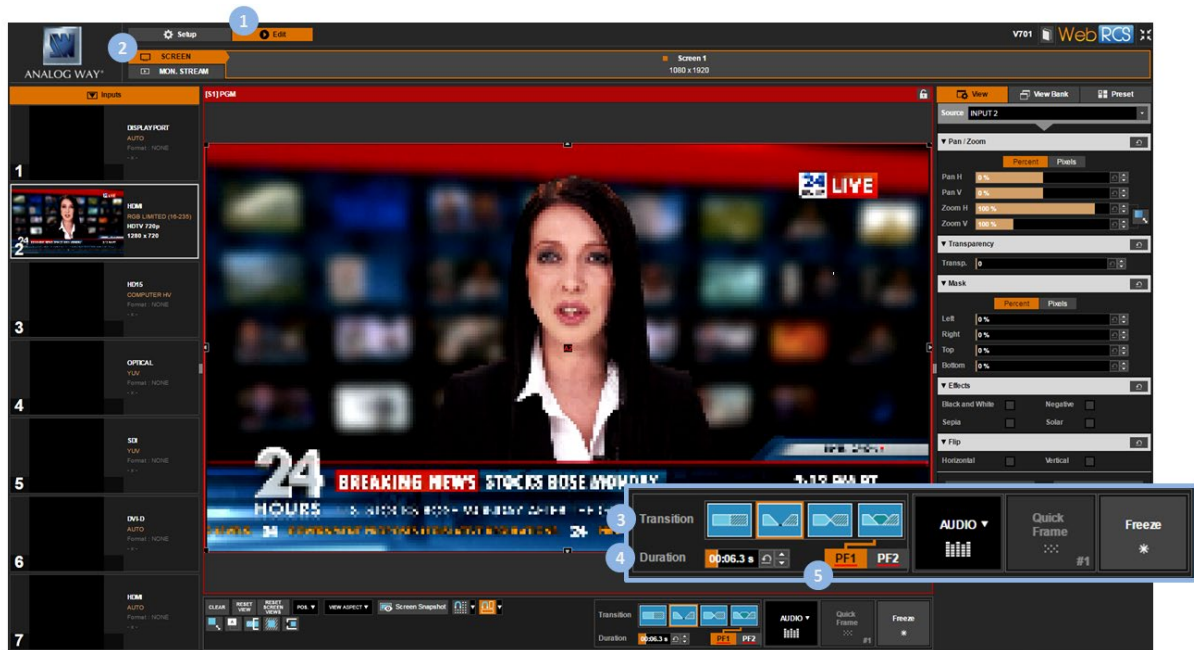 1
Setup
Edit
V701
Web RCS
ANALOG WAY®
2
SCREEN
MON. STREAM
Screen 1
1080 x 1920
Inputs
[S1] PGM
View
View Bank
Preset
Source
INPUT 2
DISPLAYPORT
AUTO
Format : NONE
- x -
1
HDMI
RGB LIMITED (16-235)
HDTV 720p
1280 x 720
2
HD15
COMPUTER HV
Format : NONE
- x -
3
OPTICAL
YUV
Format : NONE
- x -
4
SDI
YUV
Format : NONE
- x -
5
DVI-D
AUTO
Format : NONE
- x -
6
HDMI
AUTO
Format : NONE
- x -
7
24 LIVE
24
HOURS
BREAKING NEWS
24
24
Pan / Zoom
Percent
Pixels
Pan H
0 %
Pan V
0 %
Zoom H
100 %
Zoom V
100 %
Transparency
Transp.
0
Mask
Percent
Pixels
Left
0 %
Right
0 %
Top
0 %
Bottom
0 %
Effects
Black and White
Negative
Sepia
Solar
Flip
Horizontal
Vertical
3
Transition
4
Duration
00:06.3 s
PF1
PF2
5
AUDIO
Quick
Frame
#1
Freeze
CLEAR
RESET
VIEW
RESET
SCREEN
VIEWS
POS.
VIEW ASPECT
Screen Snapshot
Transition
Duration
00:06.3 s
PF1
PF2
AUDIO
Quick
Frame
#1
Freeze